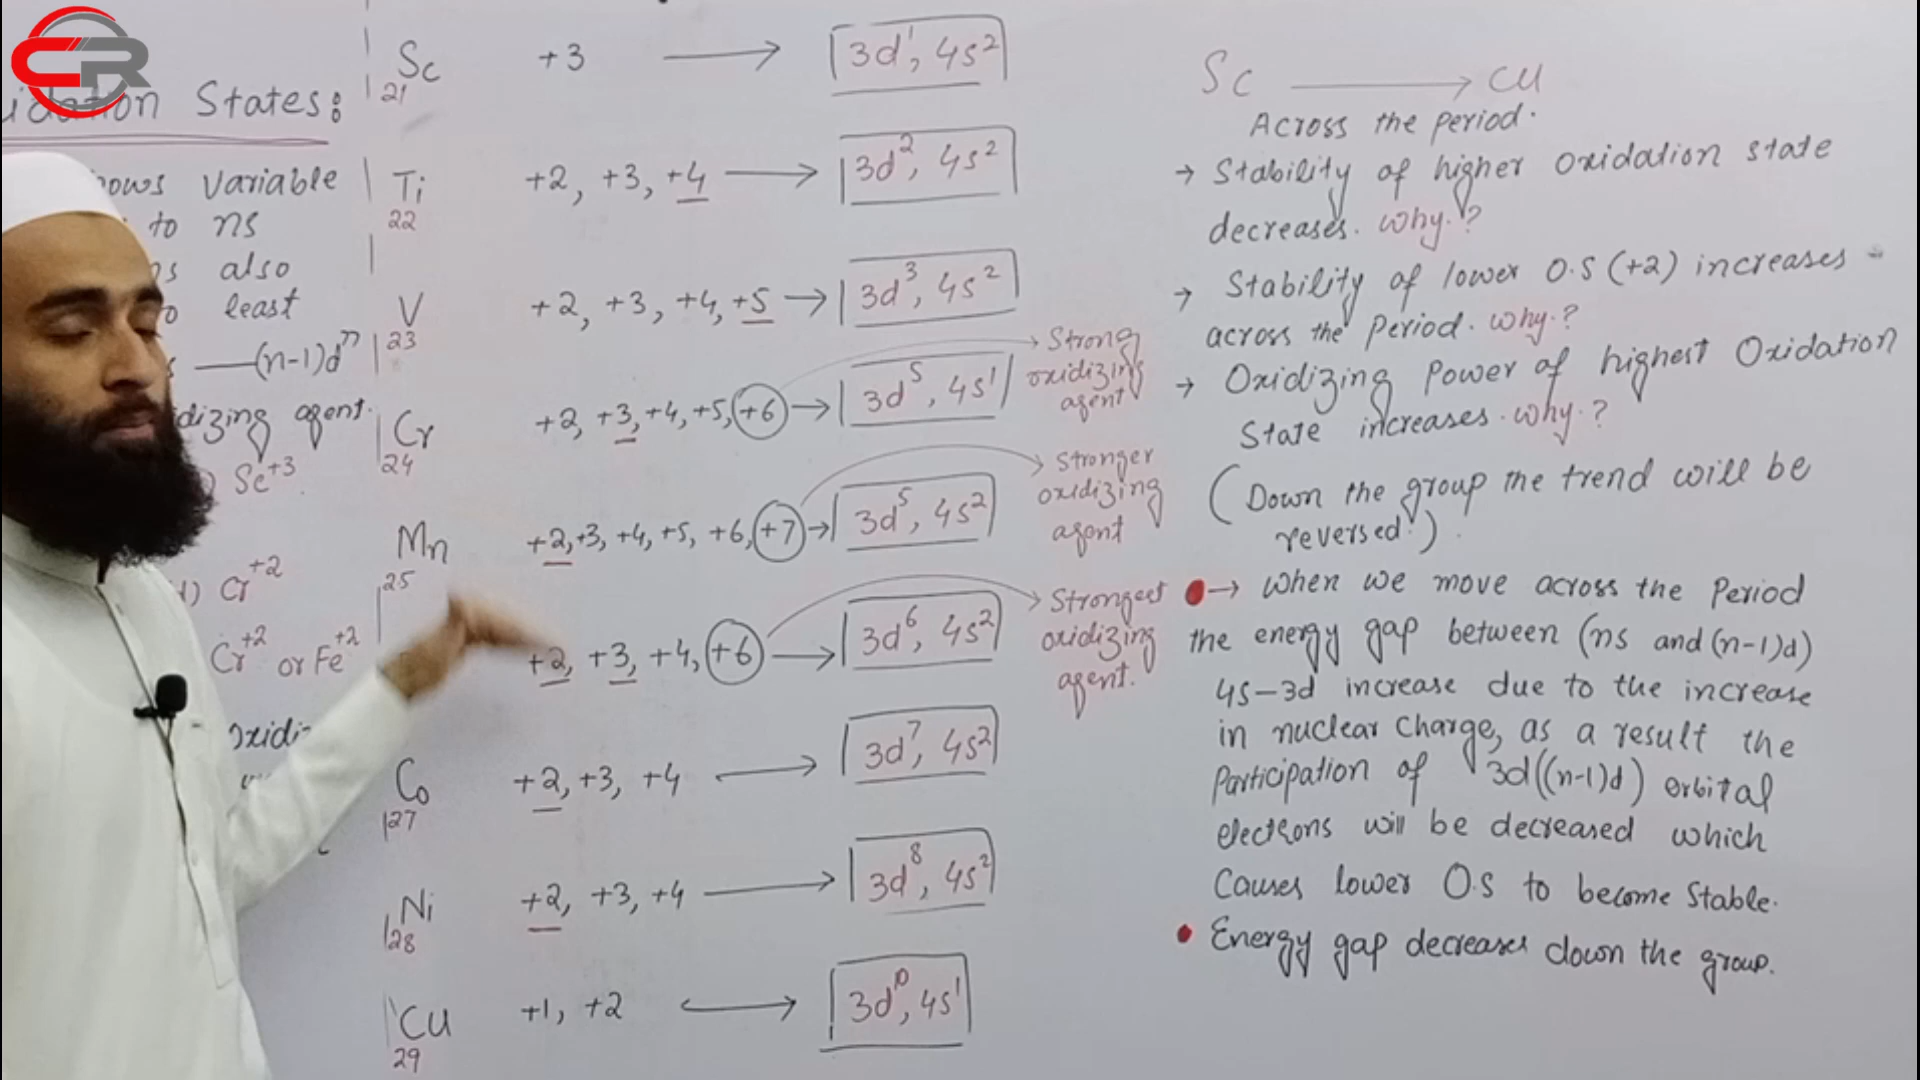 CR
idation States:
hows variable
to ns
ns also
to least
(n-1)d
dizing agent.
Sc+3
Cr+2
Cr+2 or Fe+2
oxidiz
Sc 21 +3 → 3d1, 4s2
Ti 22 +2, +3, +4 → 3d2, 4s2
V 23 +2, +3, +4, +5 → 3d3, 4s2
Cr 24 +2, +3, +4, +5, +6 → 3d5, 4s1
Strong
oxidizing
agent
Mn 25 +2, +3, +4, +5, +6, +7 → 3d5, 4s2
Stronger
oxidizing
agent
+2, +3, +4, +6 → 3d6, 4s2
Strongest
oxidizing
agent.
Co 27 +2, +3, +4 → 3d7, 4s2
Ni 28 +2, +3, +4 → 3d8, 4s2
Cu 29 +1, +2 → 3d10, 4s1
Sc → Cu
Across the period.
→ Stability of higher oxidation state
decreases. why.?
→ Stability of lower O.S (+2) increases
across the period. why.?
→ Oxidizing Power of highest Oxidation
State increases. why.?
(Down the group the trend will be
reversed.)
→ When we move across the Period
the energy gap between (ns and (n-1)d)
4s-3d increase due to the increase
in nuclear charge, as a result the
Participation of 3d((n-1)d) orbital
electrons will be decreased which
Causes lower O.S to become Stable.
• Energy gap decreases down the group.